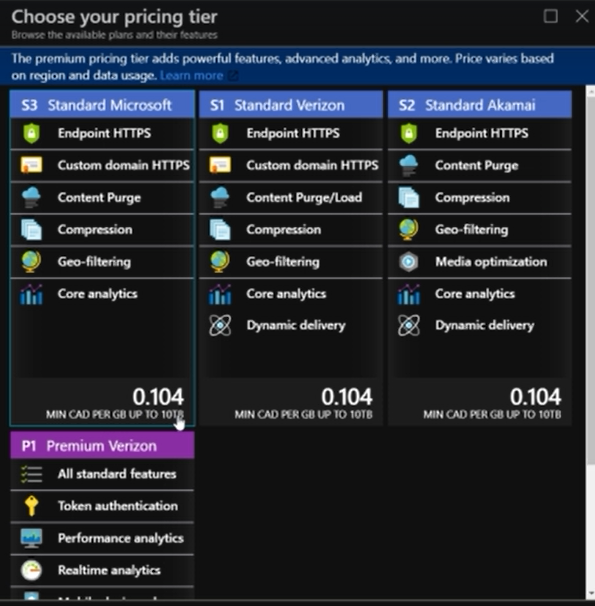 Choose your pricing tier
Browse the available plans and their features
The premium pricing tier adds powerful features, advanced analytics, and more. Price varies based
on region and data usage. Learn more
S3 Standard Microsoft
Endpoint HTTPS
Custom domain HTTPS
Content Purge
Compression
Geo-filtering
Core analytics
0.104
MIN CAD PER GB UP TO 10TB
S1 Standard Verizon
Endpoint HTTPS
Custom domain HTTPS
Content Purge/Load
Compression
Geo-filtering
Core analytics
Dynamic delivery
0.104
MIN CAD PER GB UP TO 10TB
S2 Standard Akamai
Endpoint HTTPS
Content Purge
Compression
Geo-filtering
Media optimization
Core analytics
Dynamic delivery
0.104
MIN CAD PER GB UP TO 10TB
P1 Premium Verizon
All standard features
Token authentication
Performance analytics
Realtime analytics